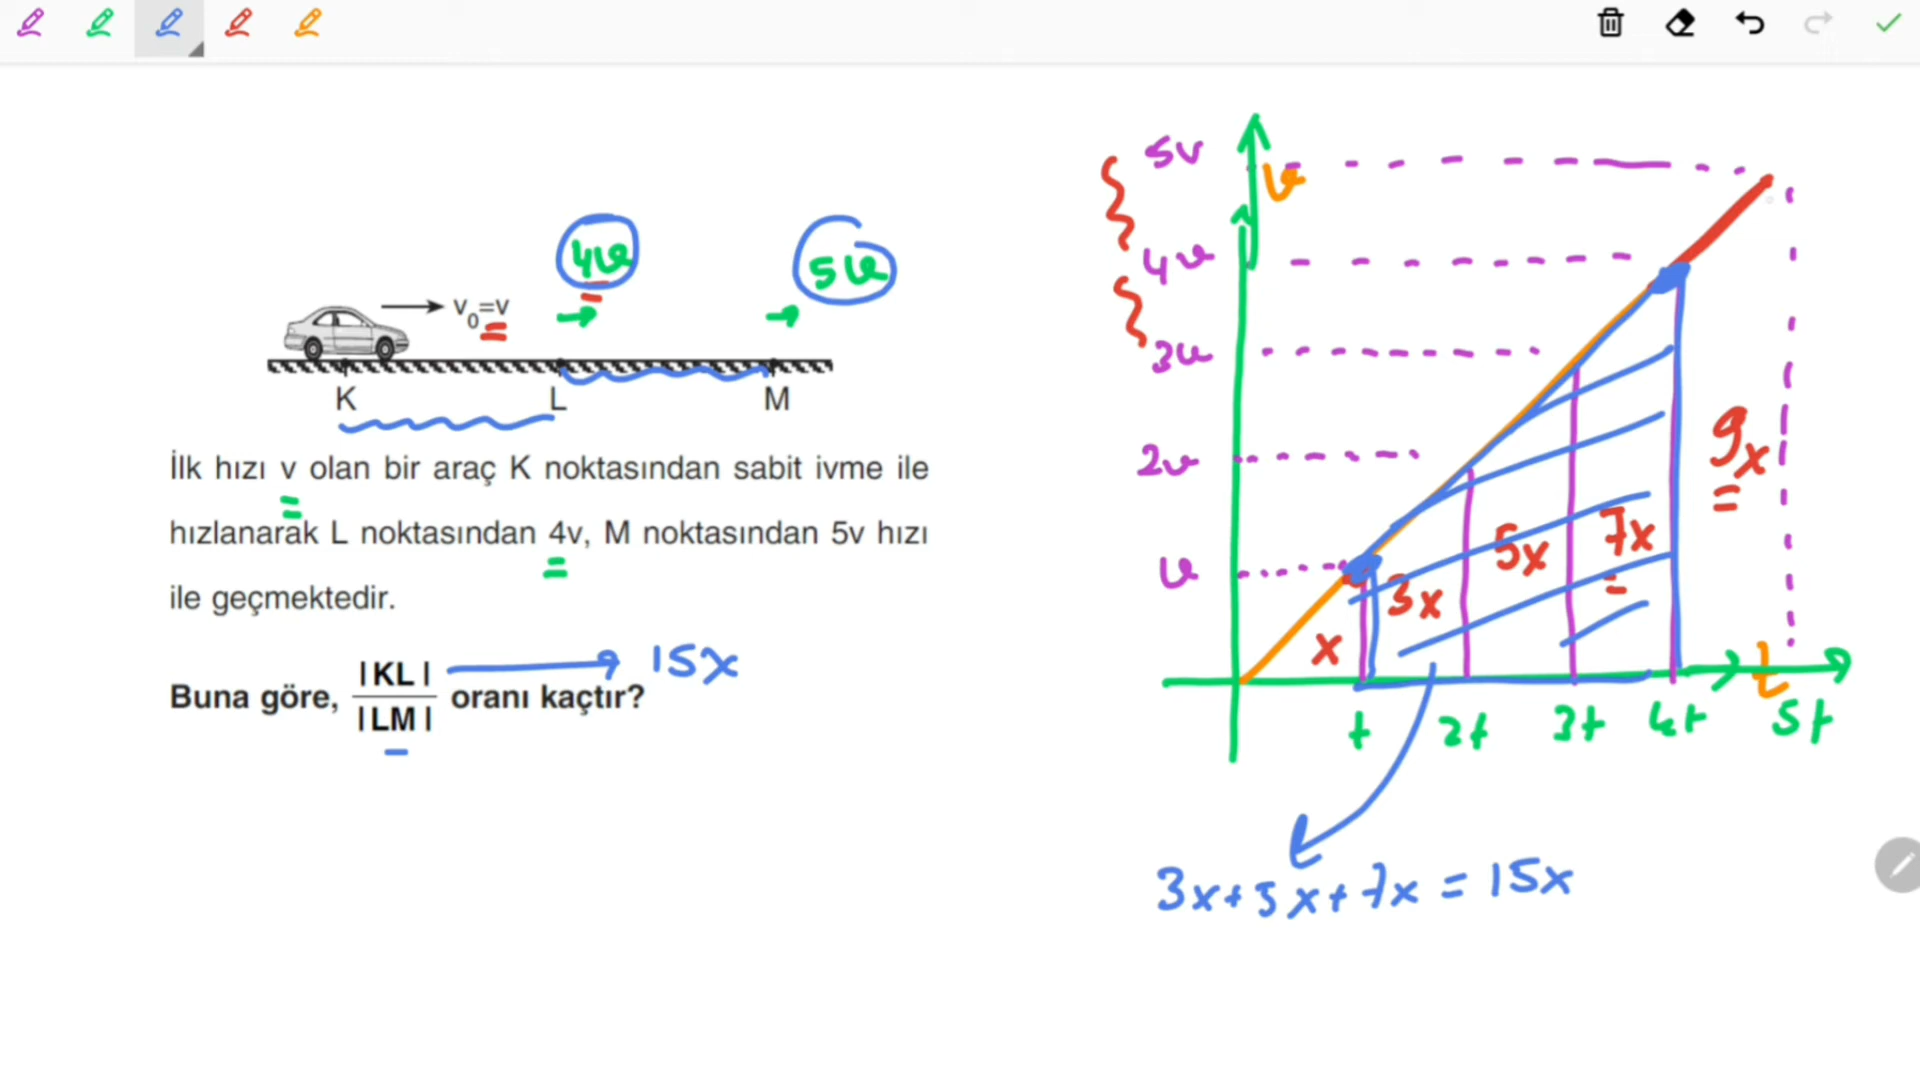 4v
5v
v₀=v
K L M
İlk hızı v olan bir araç K noktasından sabit ivme ile
hızlanarak L noktasından 4v, M noktasından 5v hızı
ile geçmektedir.
Buna göre, |KL| / |LM| oranı kaçtır?
15x
5v
v
4v
3v
2v
v
x
3x
5x
7x
9x
t
t 2t 3t 4t 5t
3x+5x+7x = 15x